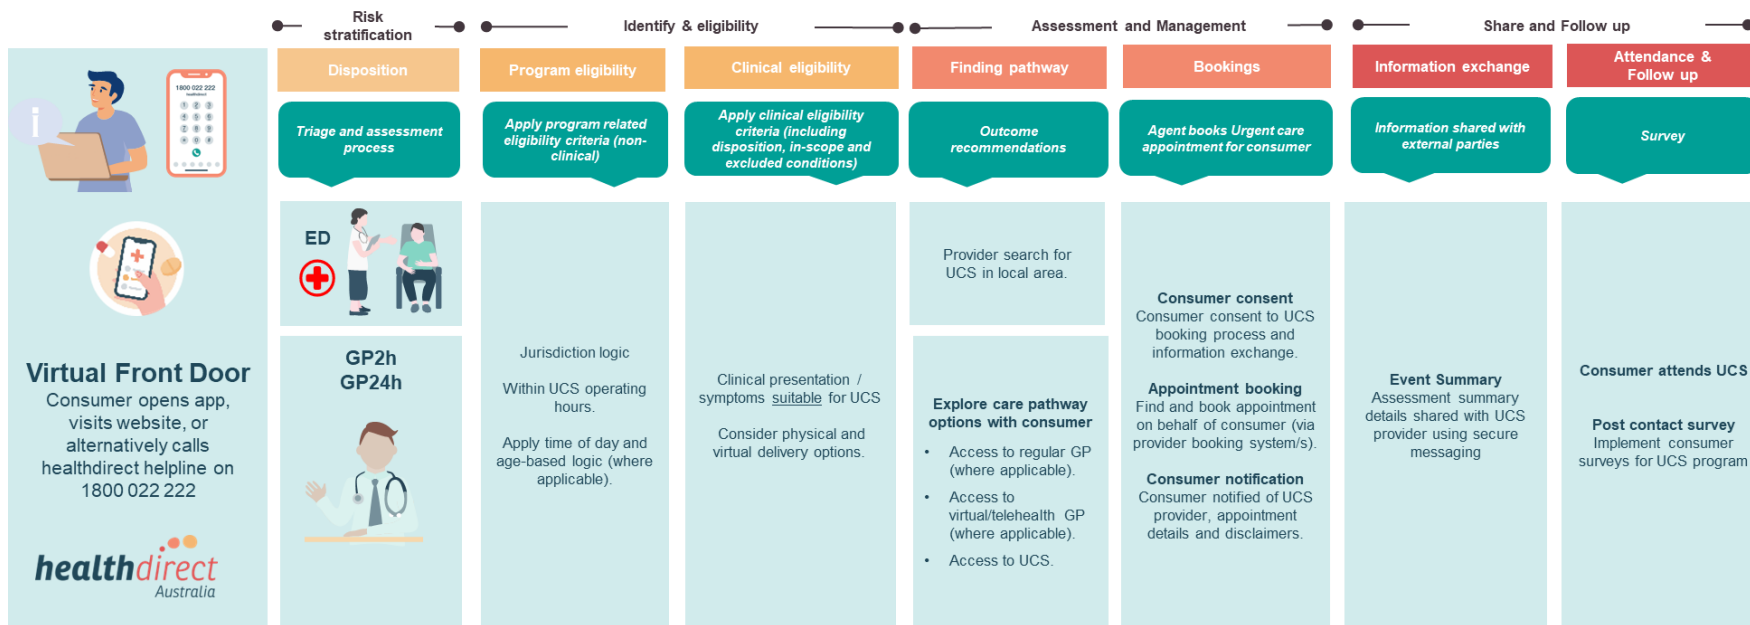 Risk
stratification
Identify & eligibility
Assessment and Management
Share and Follow up
Disposition
Program eligibility
Clinical eligibility
Finding pathway
Bookings
Information exchange
Attendance &
Follow up
Triage and assessment
process
Apply program related
eligibility criteria (non-
clinical)
Apply clinical eligibility
criteria (including
disposition, in-scope and
excluded conditions)
Outcome
recommendations
Agent books Urgent care
appointment for consumer
Information shared with
external parties
Survey
i
1800 022 222
healthdirect
Virtual Front Door
Consumer opens app,
visits website, or
alternatively calls
healthdirect helpline on
1800 022 222
healthdirect
Australia
ED
GP2h
GP24h
Jurisdiction logic
Within UCS operating
hours.
Apply time of day and
age-based logic (where
applicable).
Clinical presentation /
symptoms suitable for UCS
Consider physical and
virtual delivery options.
Provider search for
UCS in local area.
Explore care pathway
options with consumer
• Access to regular GP
(where applicable).
• Access to
virtual/telehealth GP
(where applicable).
• Access to UCS.
Consumer consent
Consumer consent to UCS
booking process and
information exchange.
Appointment booking
Find and book appointment
on behalf of consumer (via
provider booking system/s).
Consumer notification
Consumer notified of UCS
provider, appointment
details and disclaimers.
Event Summary
Assessment summary
details shared with UCS
provider using secure
messaging
Consumer attends UCS
Post contact survey
Implement consumer
surveys for UCS program